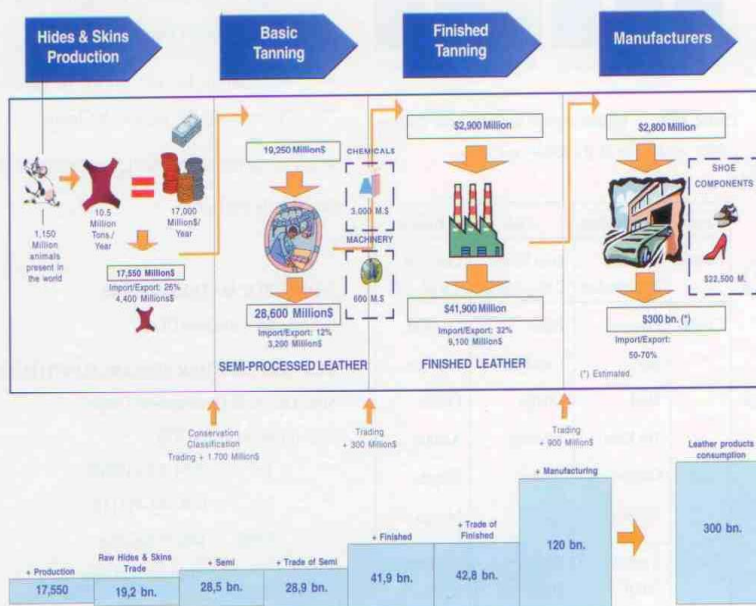 Hides & Skins
Production
Basic
Tanning
Finished
Tanning
Manufacturers
1,150
Million
animals
present in
the world
10.5
Million
Tons./
Year
17,000
Million$/
Year
17,550 Million$
Import/Export: 26%
4,400 Million$
19,250 Million$
28,600 Million$
Import/Export: 12%
3,200 Million$
SEMI-PROCESSED LEATHER
CHEMICALS
3.000 M.$
MACHINERY
600 M.$
$2,900 Million
$41,900 Million
Import/Export: 32%
9,100 Million$
FINISHED LEATHER
$2,800 Million
$300 bn. (*)
Import/Export:
50-70%
(*) Estimated.
SHOE
COMPONENTS
$22,500 M.
Conservation
Classification
Trading + 1.700 Million$
Trading
+ 300 Million$
Trading
+ 900 Million$
+ Production
17,550
Raw Hides & Skins
Trade
19,2 bn.
+ Semi
28,5 bn.
+ Trade of Semi
28,9 bn.
+ Finished
41,9 bn.
+ Trade of
Finished
42,8 bn.
+ Manufacturing
120 bn.
Leather products
consumption
300 bn.